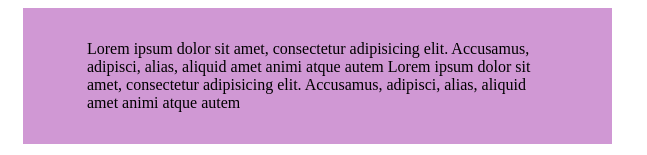 Lorem ipsum dolor sit amet, consectetur adipisicing elit. Accusamus,
adipisci, alias, aliquid amet animi atque autem Lorem ipsum dolor sit
amet, consectetur adipisicing elit. Accusamus, adipisci, alias, aliquid
amet animi atque autem